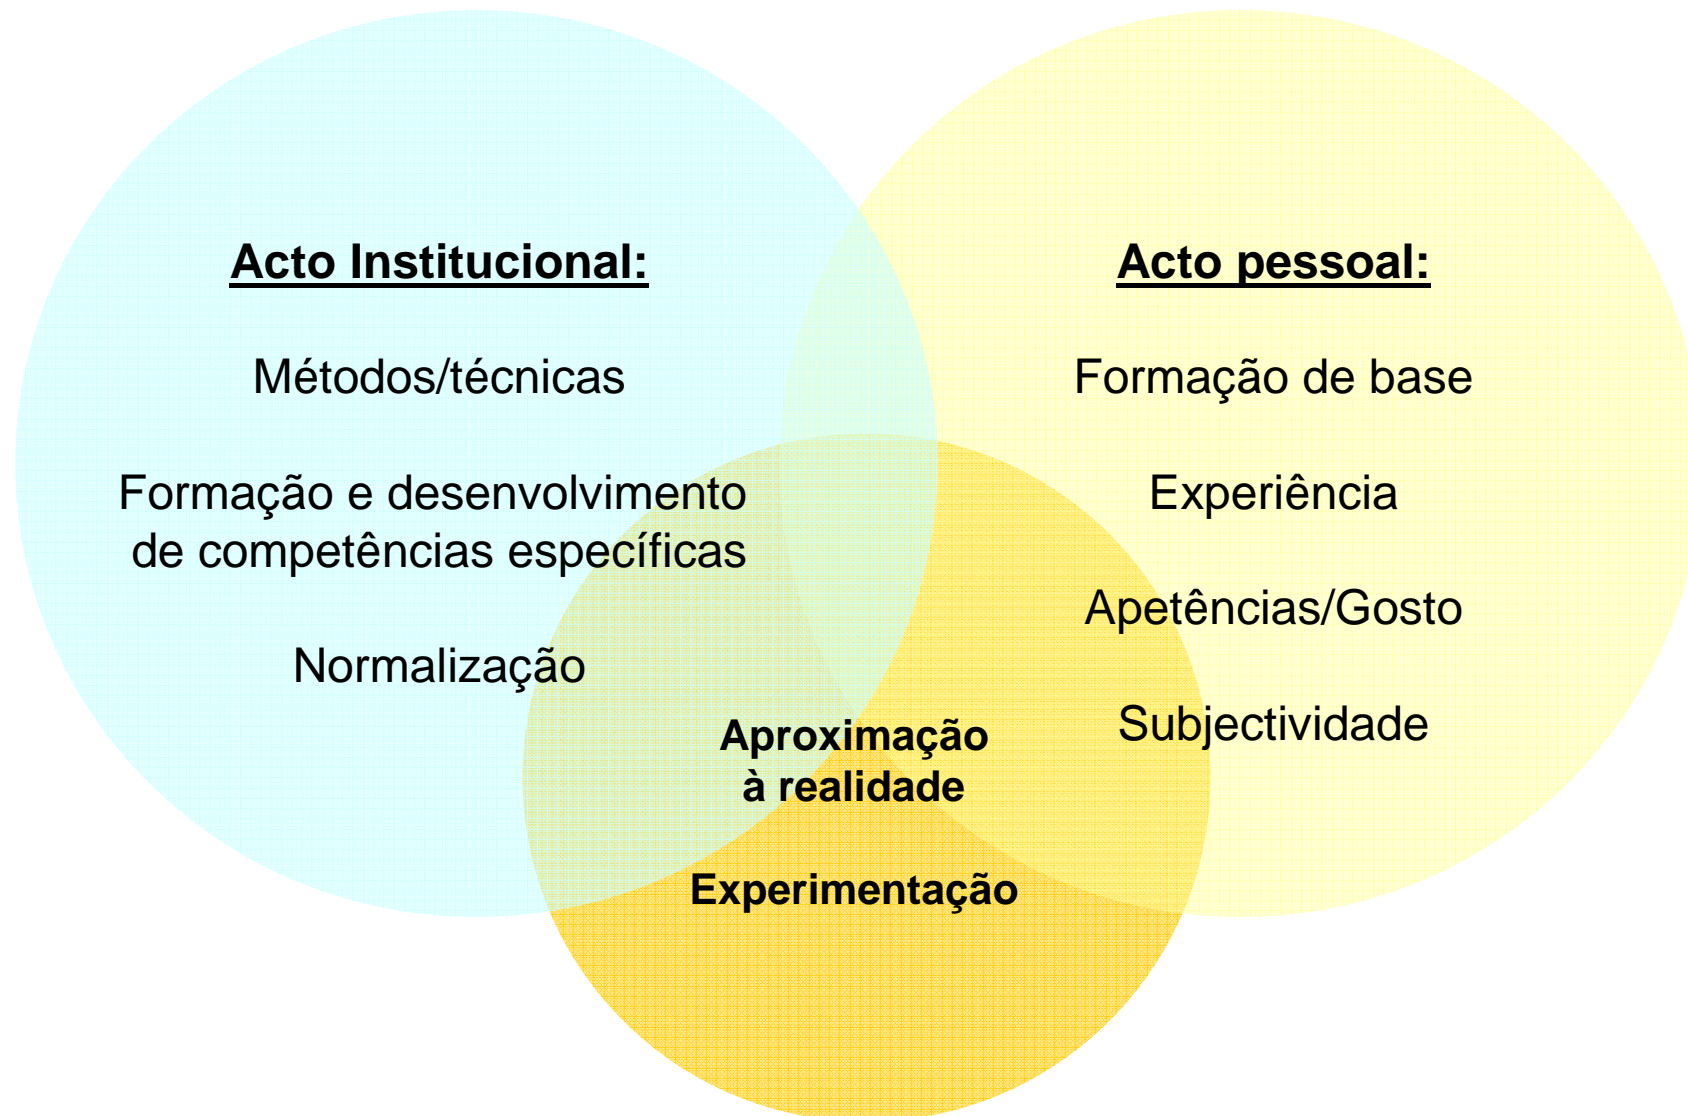 Acto Institucional:
Métodos/técnicas
Formação e desenvolvimento
de competências específicas
Normalização
Acto pessoal:
Formação de base
Experiência
Apetências/Gosto
Subjectividade
Aproximação
à realidade
Experimentação